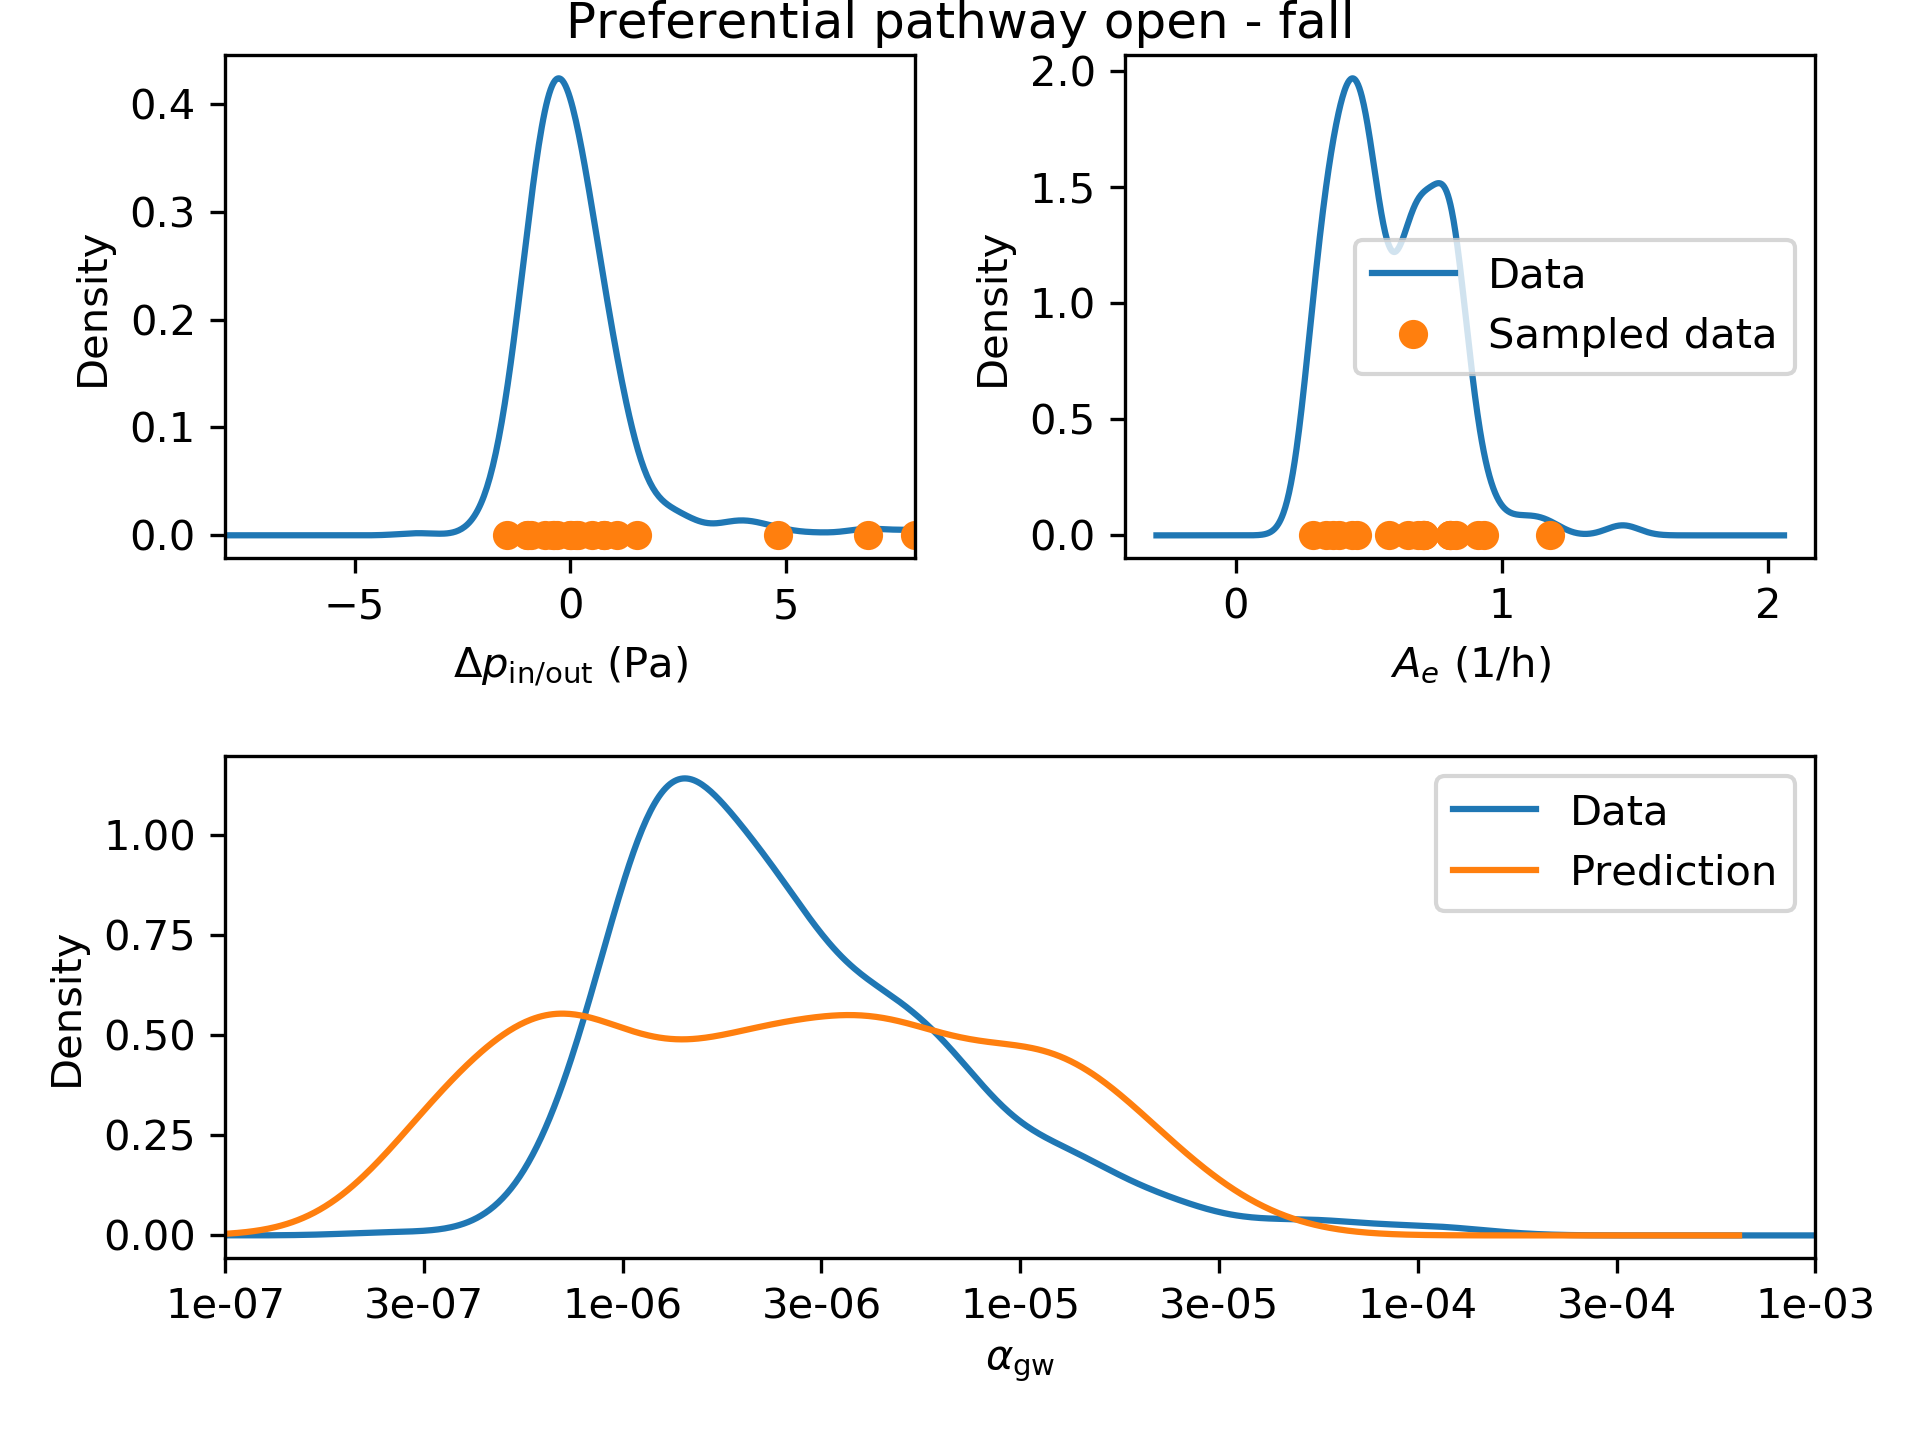 Preferential pathway open - fall
0.4
0.3
0.2
0.1
0.0
Density
−5 0 5
Δp_in/out (Pa)
2.0
1.5
1.0
0.5
0.0
Density
Data
Sampled data
0 1 2
A_e (1/h)
1.00
0.75
0.50
0.25
0.00
Density
Data
Prediction
1e-07 3e-07 1e-06 3e-06 1e-05 3e-05 1e-04 3e-04 1e-03
α_gw